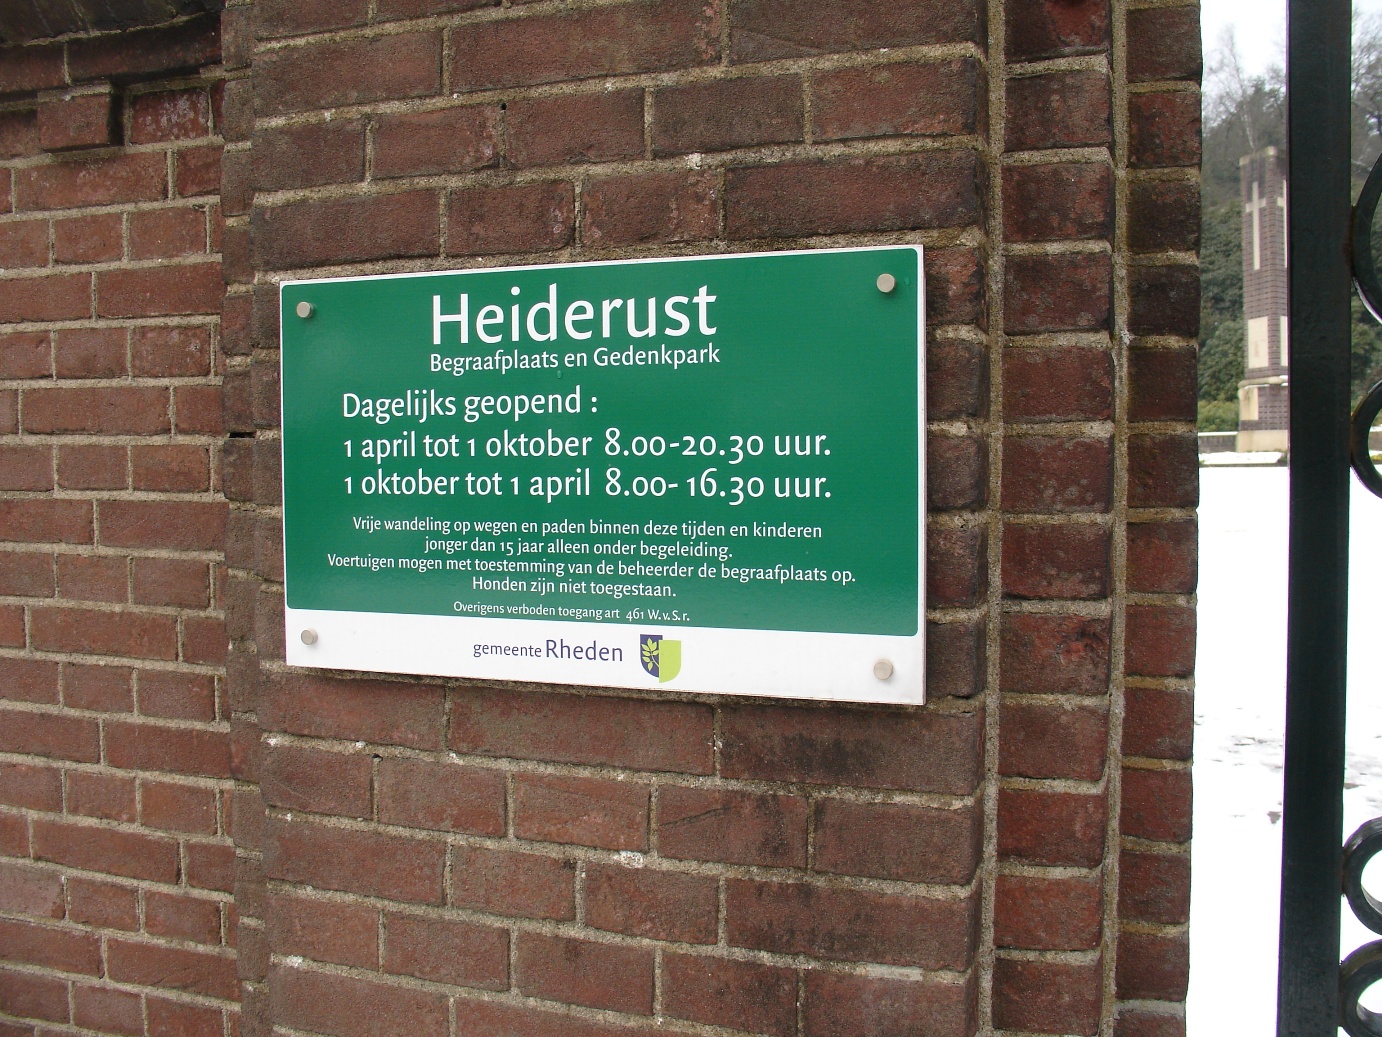 Heiderust
Begraafplaats en Gedenkpark
Dagelijks geopend :
1 april tot 1 oktober 8.00-20.30 uur.
1 oktober tot 1 april 8.00- 16.30 uur.
Vrije wandeling op wegen en paden binnen deze tijden en kinderen
jonger dan 15 jaar alleen onder begeleiding.
Voertuigen mogen met toestemming van de beheerder de begraafplaats op.
Honden zijn niet toegestaan.
Overigens verboden toegang art 461 W.v.S.r.
gemeente Rheden